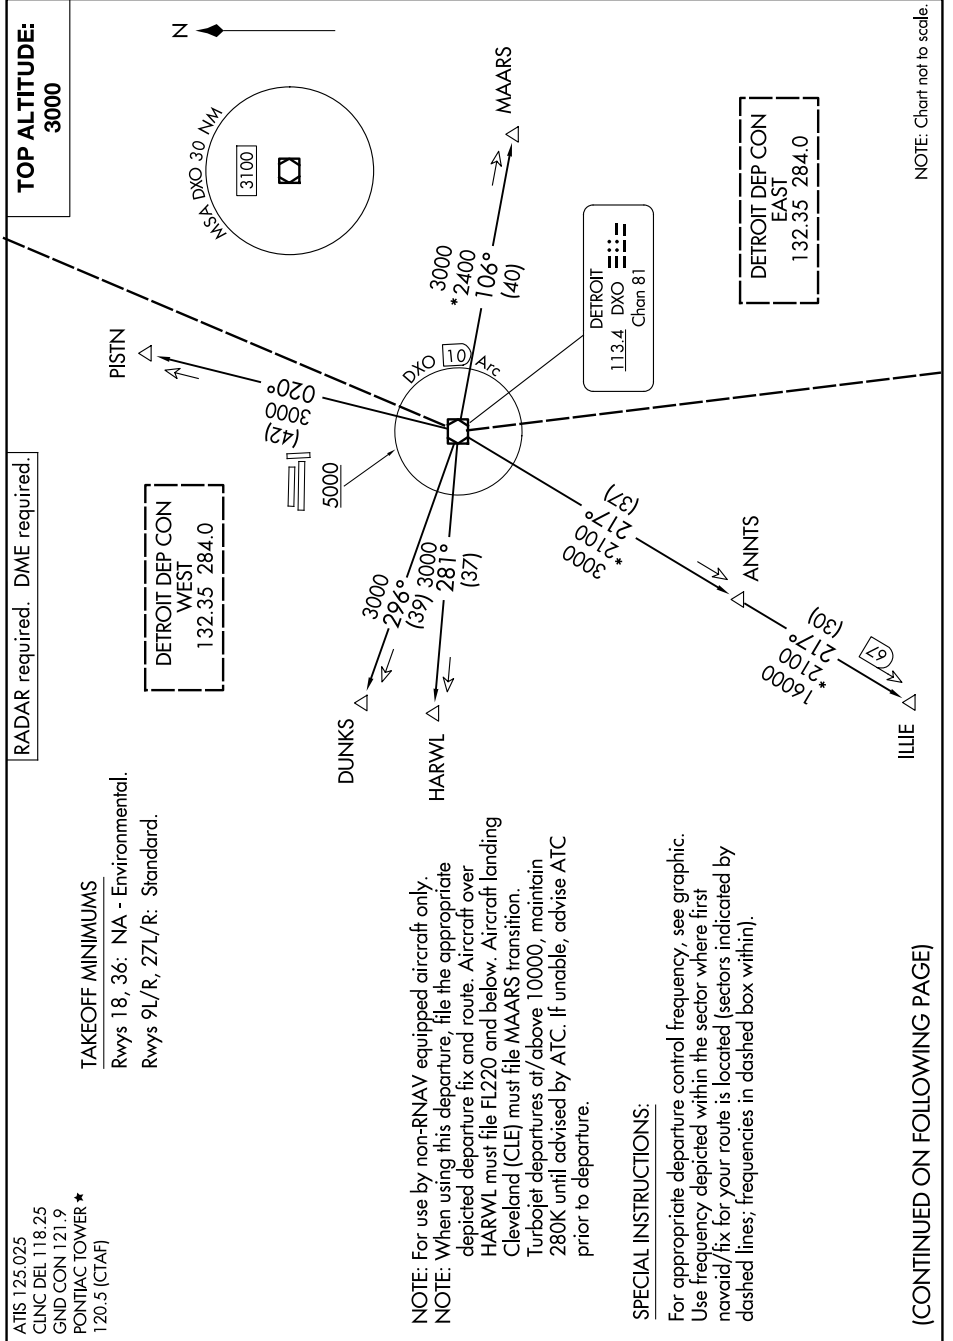 ATIS 125.025
CLNC DEL 118.25
GND CON 121.9
PONTIAC TOWER ★
120.5 (CTAF)
RADAR required. DME required.
TOP ALTITUDE:
3000
TAKEOFF MINIMUMS
Rwys 18, 36: NA - Environmental.
Rwys 9L/R, 27L/R: Standard.
DETROIT DEP CON
WEST
132.35 284.0
PISTN
020°
3000
(42)
MSA DXO 30 NM
3100
N
5000
DXO 10 Arc
3000
*2400
106°
(40)
MAARS
DUNKS
3000
296°
(39)
HARWL
3000
281°
(37)
DETROIT
113.4 DXO
Chan 81
3000
*2100
217°
(37)
ANNTS
16000
*2100
217°
(30)
67
ILLIE
DETROIT DEP CON
EAST
132.35 284.0
NOTE: For use by non-RNAV equipped aircraft only.
NOTE: When using this departure, file the appropriate
depicted departure fix and route. Aircraft over
HARWL must file FL220 and below. Aircraft landing
Cleveland (CLE) must file MAARS transition.
Turbojet departures at/above 10000, maintain
280K until advised by ATC. If unable, advise ATC
prior to departure.
SPECIAL INSTRUCTIONS:
For appropriate departure control frequency, see graphic.
Use frequency depicted within the sector where first
navaid/fix for your route is located (sectors indicated by
dashed lines; frequencies in dashed box within).
(CONTINUED ON FOLLOWING PAGE)
NOTE: Chart not to scale.